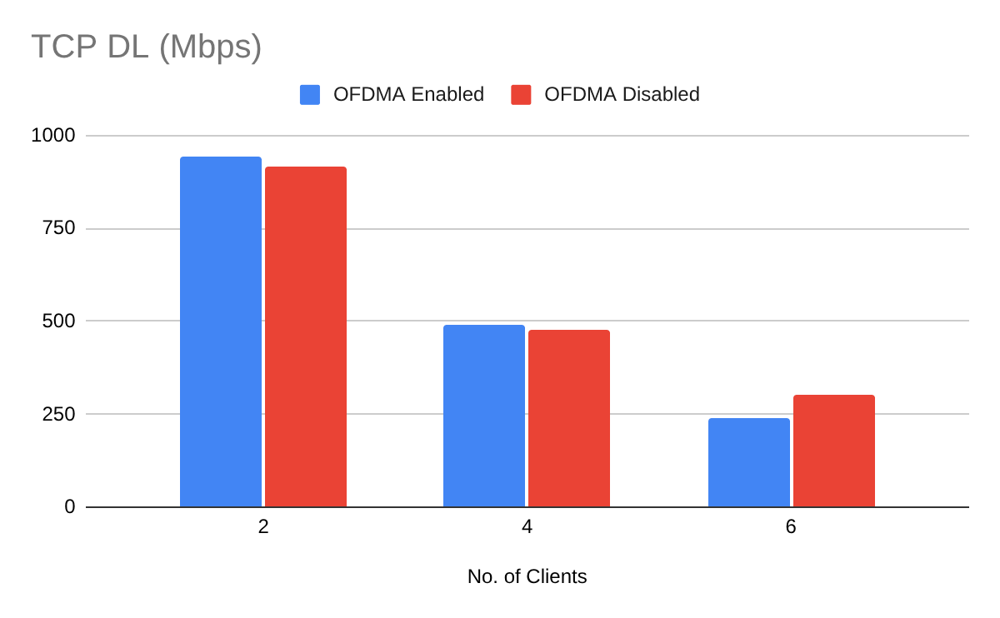 TCP DL (Mbps)
OFDMA Enabled OFDMA Disabled
1000
750
500
250
0
2 4 6
No. of Clients